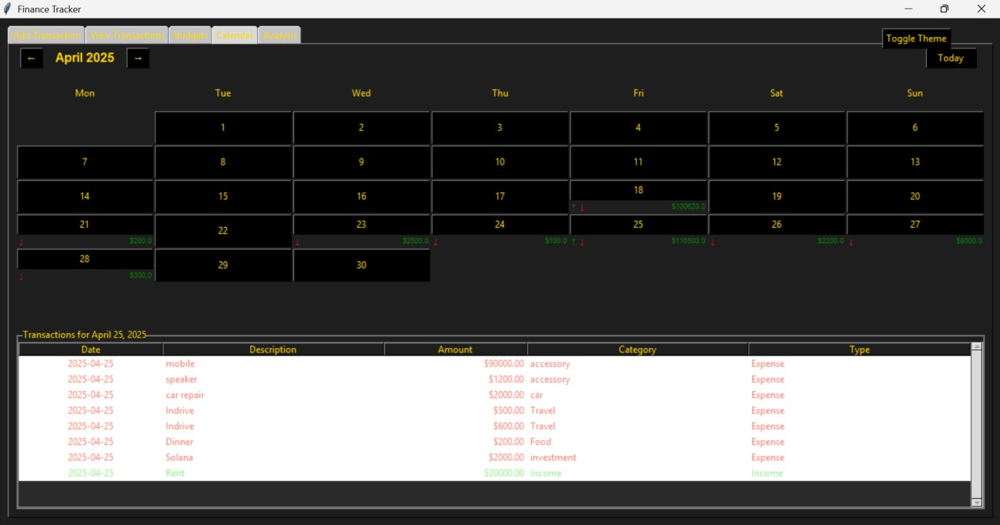 Finance Tracker
Add Transaction View Transactions Budgets Calendar Analysis
Toggle Theme
← April 2025 → Today
Mon Tue Wed Thu Fri Sat Sun
1 2 3 4 5 6
7 8 9 10 11 12 13
14 15 16 17 18 19 20
↑ ↓ $100620.0
21 22 23 24 25 26 27
↓ $200.0 ↓ $2500.0 ↓ $100.0 ↑ ↓ $116500.0 ↓ $2200.0 ↓ $8000.0
28 29 30
↓ $300.0
Transactions for April 25, 2025
Date Description Amount Category Type
2025-04-25 mobile $90000.00 accessory Expense
2025-04-25 speaker $1200.00 accessory Expense
2025-04-25 car repair $2000.00 car Expense
2025-04-25 Indrive $500.00 Travel Expense
2025-04-25 Indrive $600.00 Travel Expense
2025-04-25 Dinner $200.00 Food Expense
2025-04-25 Solana $2000.00 investment Expense
2025-04-25 Rent $20000.00 Income Income